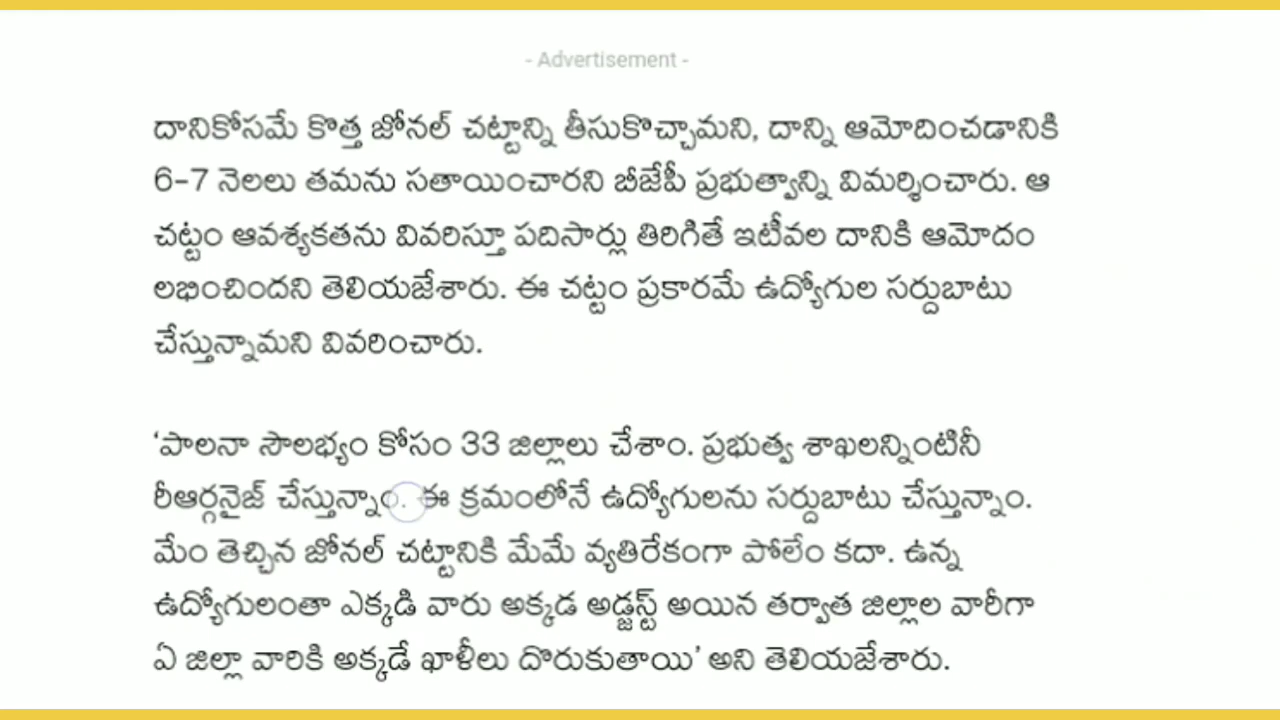 - Advertisement -
దానికోసమే కొత్త జోనల్ చట్టాన్ని తీసుకొచ్చామని, దాన్ని ఆమోదించడానికి
6-7 నెలలు తమను సతాయించారని బీజేపీ ప్రభుత్వాన్ని విమర్శించారు. ఆ
చట్టం ఆవశ్యకతను వివరిస్తూ పదిసార్లు తిరిగితే ఇటీవల దానికి ఆమోదం
లభించిందని తెలియజేశారు. ఈ చట్టం ప్రకారమే ఉద్యోగుల సర్దుబాటు
చేస్తున్నామని వివరించారు.
‘పాలనా సౌలభ్యం కోసం 33 జిల్లాలు చేశాం. ప్రభుత్వ శాఖలన్నింటినీ
రీఆర్గనైజ్ చేస్తున్నాం. ఈ క్రమంలోనే ఉద్యోగులను సర్దుబాటు చేస్తున్నాం.
మేం తెచ్చిన జోనల్ చట్టానికి మేమే వ్యతిరేకంగా పోలేం కదా. ఉన్న
ఉద్యోగులంతా ఎక్కడి వారు అక్కడ అడ్జస్ట్ అయిన తర్వాత జిల్లాల వారీగా
ఏ జిల్లా వారికి అక్కడే ఖాళీలు దొరుకుతాయి’ అని తెలియజేశారు.